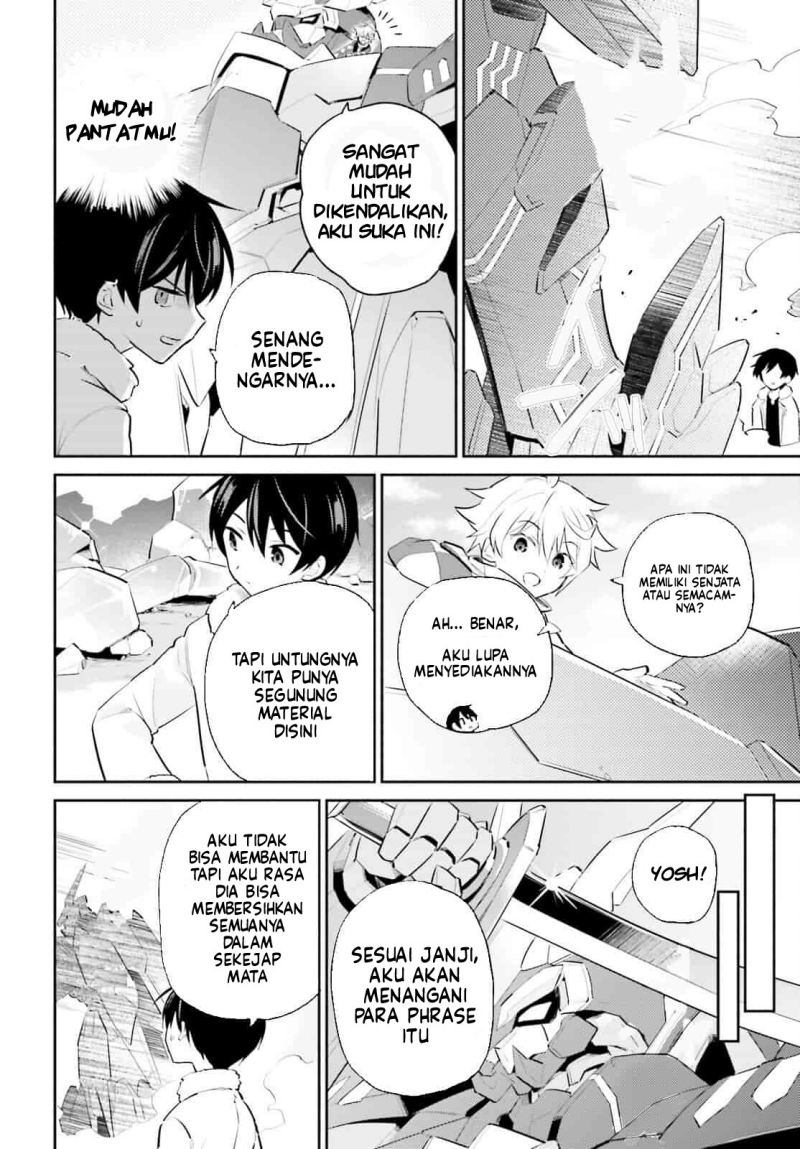 SANGAT
MUDAH
UNTUK
DIKENDALIKAN,
AKU SUKA INI!
MUDAH
PANTATMU!
SENANG
MENDE-
NGARNYA...
APA INI TIDAK
MEMILIKI SENJATA
ATAU SEMACAM-
NYA?
AH... BENAR,
AKU LUPA
MENYEDIAKANNYA
TAPI UNTUNGNYA
KITA PUNYA
SEGUNUNG
MATERIAL
DISINI
YOSH!
SESUAI JANJI,
AKU AKAN
MENANGANI
PARA PHRASE
ITU
AKU TIDAK
BISA MEMBANTU
TAPI AKU RASA
DIA BISA
MEMBERSIHKAN
SEMUANYA
DALAM
SEKEJAP
MATA